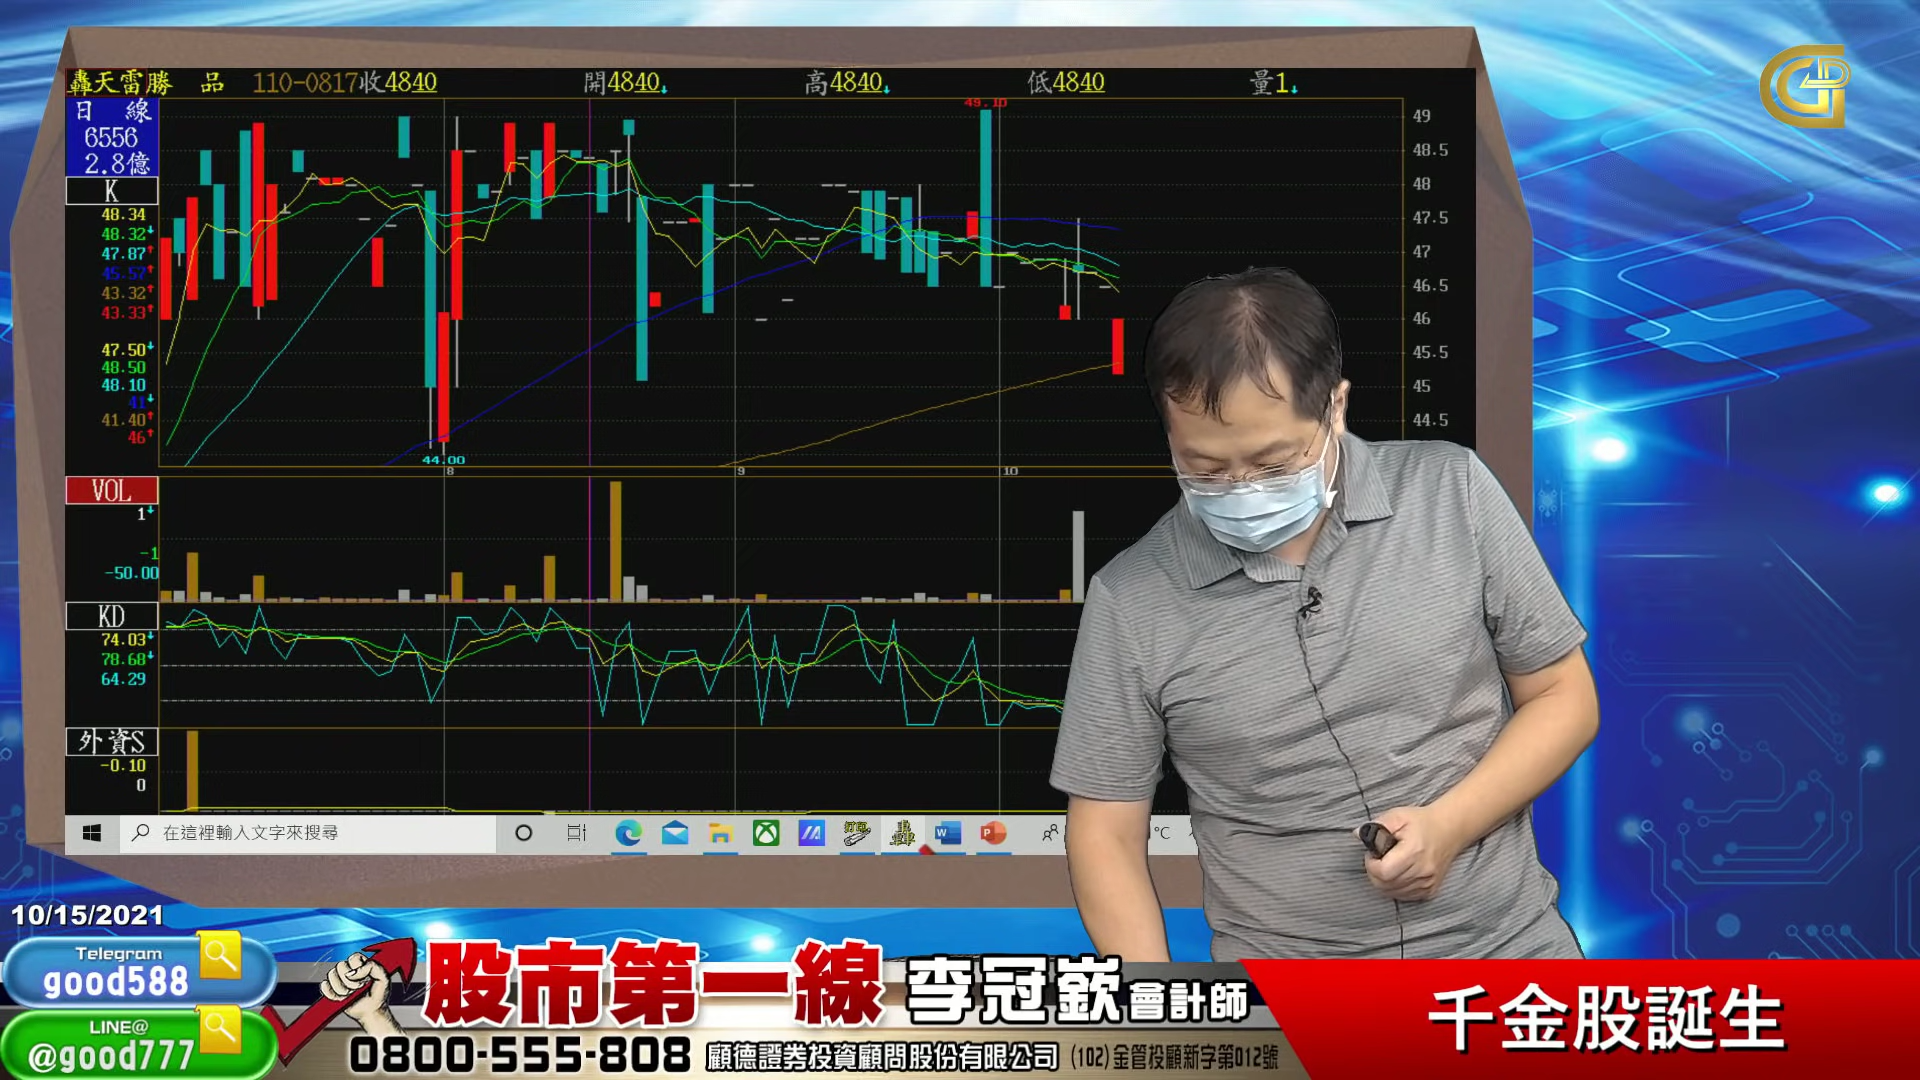 轟天雷勝 品 110-0817收4840 開4840↓ 高4840↓ 低4840 量1↓
日 線
6556
2.8億
K
48.34
48.32↓
47.87↑
45.57↑
43.32↑
43.33↑
47.50↓
48.50
48.10
41↓
41.40↑
46↑
49.10
49
48.5
48
47.5
47
46.5
46
45.5
45
44.5
44.00
8
9
10
VOL
1↓
-1
-50.00
KD
74.03↓
78.68↓
64.29
外資S
-0.10
0
在這裡輸入文字來搜尋
°C
GD
10/15/2021
Telegram
good588
LINE@
@good777
股市第一線 李冠嶔 會計師
0800-555-808 顧德證券投資顧問股份有限公司 (102)金管投顧新字第012號
千金股誕生